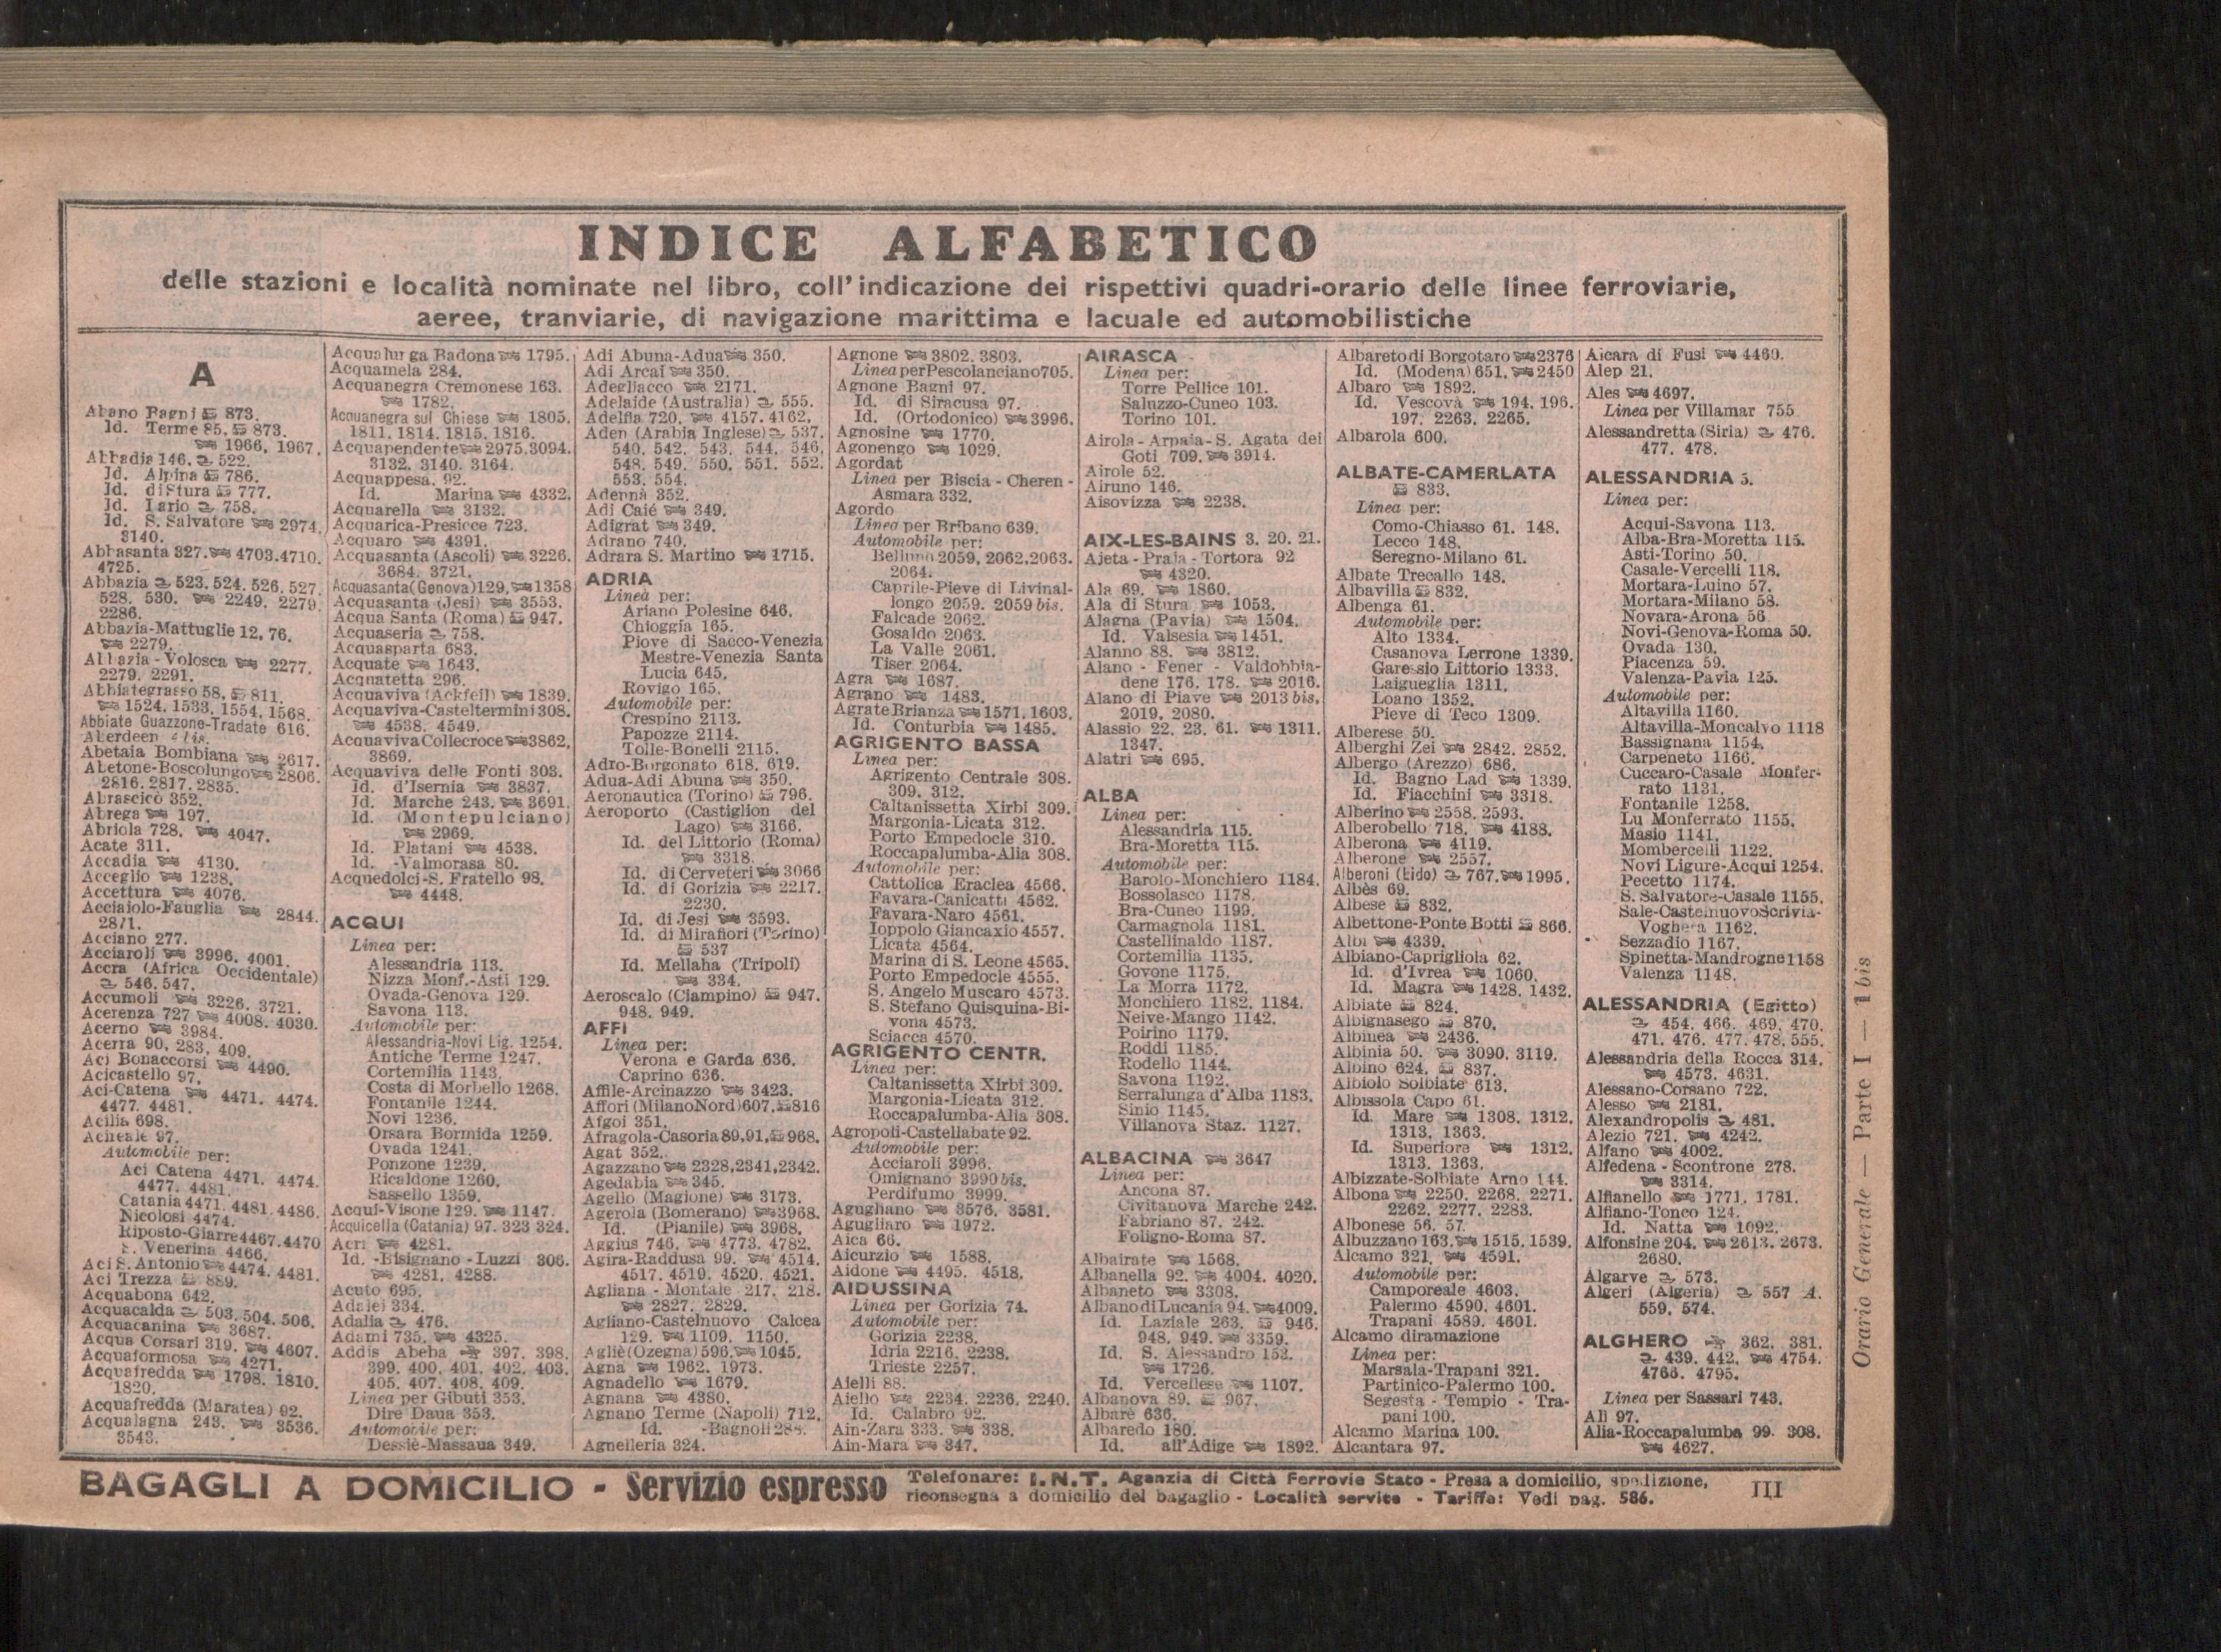 INDICE ALFABETICO
delle stazioni e località nominate nel libro, coll'indicazione dei rispettivi quadri-orario delle linee ferroviarie,
aeree, tranviarie, di navigazione marittima e lacuale ed automobilistiche
A
Abano Bagni 873.
Id. Terme 85, 873.
1966, 1967.
Abbadia 146, 522.
Id. Alpina 786.
Id. di Stura 777.
Id. Lario 758.
Id. S. Salvatore 2974,
3140.
Abbasanta 327. 4703. 4710.
4725.
Abbazia 523, 524, 526, 527,
528, 530. 2249, 2279,
2286.
Abbazia-Mattuglie 12, 76.
2279.
Abbazia - Volosca 2277,
2279. 2291.
Abbiategrasso 58, 811.
1524, 1533, 1554, 1568.
Abbiate Guazzone-Tradate 616.
Aberdeen
Abetaia Bombiana 2617.
Abetone-Boscolungo 2806.
2816. 2817. 2835.
Abrascicò 352.
Abrega 197.
Abriola 728, 4047.
Acate 311.
Accadia 4130.
Acceglio 1238.
Accettura 4076.
Acciaiolo-Fauglia 2844.
2871.
Acciano 277.
Acciaroli 3996. 4001.
Accra (Africa Occidentale)
546. 547.
Accumoli 3226, 3721.
Acerenza 727 4008. 4030.
Acerno 3984.
Acerra 90, 283, 409.
Aci Bonaccorsi 4490.
Acicastello 97.
Aci-Catena 4471. 4474.
4477. 4481.
Acilia 698.
Acireale 97.
Automobile per:
Aci Catena 4471. 4474.
4477. 4481.
Catania 4471. 4481. 4486.
Nicolosi 4474.
Riposto-Giarre 4467. 4470
S. Venerina 4466.
Aci S. Antonio 4474. 4481.
Aci Trezza 889.
Acquabona 642.
Acquacalda 503, 504, 506.
Acquacanina 3687.
Acqua Corsari 319. 4607.
Acquaformosa 4271.
Acquafredda 1798. 1810.
1820.
Acquafredda (Maratea) 92.
Acqualagna 243. 3536.
3543.
Acqualunga Badona 1795.
Acquamela 284.
Acquanegra Cremonese 163.
1782.
Acquanegra sul Chiese 1805.
1811. 1814. 1815. 1816.
Acquapendente 2975. 3094.
3132. 3140. 3164.
Acquappesa. 92.
Id. Marina 4332.
Acquarella 3132.
Acquarica-Presicce 723.
Acquaro 4391.
Acquasanta (Ascoli) 3226.
3684. 3721.
Acquasanta (Genova) 129, 1358
Acquasanta (Jesi) 3553.
Acqua Santa (Roma) 947.
Acquaseria 758.
Acquasparta 683.
Acquate 1643.
Acquatetta 296.
Acquaviva (Ackfeil) 1839.
Acquaviva-Casteltermini 308.
4538. 4549.
Acquaviva Collecroce 3862,
3869.
Acquaviva delle Fonti 303.
Id. d'Isernia 3837.
Id. Marche 243. 3691.
Id. (Montepulciano)
2969.
Id. Platani 4538.
Id. -Valmorasa 80.
Acquedolci-S. Fratello 98.
4448.
ACQUI
Linea per:
Alessandria 113.
Nizza Monf.-Asti 129.
Ovada-Genova 129.
Savona 113.
Automobile per:
Alessandria-Novi Lig. 1254.
Antiche Terme 1247.
Cortemilia 1143.
Costa di Morbello 1268.
Fontanile 1244.
Novi 1236.
Orsara Bormida 1259.
Ovada 1241.
Ponzone 1239.
Ricaldone 1260.
Sassello 1359.
Acqui-Visone 129. 1147.
Acquicella (Catania) 97. 323 324.
Acri 4281.
Id. -Bisignano - Luzzi 306.
4281. 4288.
Acuto 695.
Adalei 334.
Adalia 476.
Adami 735. 4325.
Addis Abeba 397, 398.
399. 400. 401. 402. 403.
405. 407. 408. 409.
Linea per Gibuti 353.
Dire Daua 353.
Automobile per:
Dessiè-Massaua 349.
Adi Abuna-Adua 350.
Adi Arcai 350.
Adegliacco 2171.
Adelaide (Australia) 555.
Adelfia 720. 4157. 4162.
Aden (Arabia Inglese) 537.
540. 542. 543. 544. 546.
548. 549. 550. 551. 552.
553. 554.
Adennà 352.
Adi Caié 349.
Adigrat 349.
Adrano 740.
Adrara S. Martino 1715.
ADRIA
Linea per:
Ariano Polesine 646.
Chioggia 165.
Piove di Sacco-Venezia
Mestre-Venezia Santa
Lucia 645.
Rovigo 165.
Automobile per:
Crespino 2113.
Papozze 2114.
Tolle-Bonelli 2115.
Adro-Borgonato 618. 619.
Adua-Adi Abuna 350.
Aeronautica (Torino) 796.
Aeroporto (Castiglion del
Lago) 3166.
Id. del Littorio (Roma)
3318.
Id. di Cerveteri 3066
Id. di Gorizia 2217.
2230.
Id. di Jesi 3593.
Id. di Mirafiori (Torino)
537
Id. Mellaha (Tripoli)
334.
Aeroscalo (Ciampino) 947.
948. 949.
AFFI
Linea per:
Verona e Garda 636.
Caprino 636.
Affile-Arcinazzo 3423.
Affori (Milano Nord) 607, 816
Afgoi 351.
Afragola-Casoria 89, 91, 968.
Agat 352.
Agazzano 2328, 2341, 2342.
Agedabia 345.
Agello (Magione) 3173.
Agerola (Bomerano) 3968.
Id. (Pianile) 3968.
Aggius 746. 4773. 4782.
Agira-Raddusa 99. 4514.
4517. 4519. 4520. 4521.
Agliana - Montale 217. 218.
2827. 2829.
Agliano-Castelnuovo Calcea
129. 1109. 1150.
Agliè (Ozegna) 596. 1045.
Agna 1962. 1973.
Agnadello 1679.
Agnana 4380.
Agnano Terme (Napoli) 712.
Id. -Bagnoli 288.
Agnelleria 324.
Agnone 3802. 3803.
Linea per Pescolanciano 705.
Agnone Bagni 97.
Id. di Siracusa 97.
Id. (Ortodonico) 3996.
Agnosine 1770.
Agonengo 1029.
Agordat
Linea per Biscia - Cheren -
Asmara 332.
Agordo
Linea per Bribano 639.
Automobile per:
Belluno 2059, 2062. 2063.
2064.
Caprile-Pieve di Livinal-
longo 2059. 2059 bis.
Falcade 2062.
Gosaldo 2063.
La Valle 2061.
Tiser 2064.
Agra 1687.
Agrano 1483.
Agrate Brianza 1571. 1603.
Id. Conturbia 1485.
AGRIGENTO BASSA
Linea per:
Agrigento Centrale 308.
309. 312.
Caltanissetta Xirbi 309.
Margonia-Licata 312.
Porto Empedocle 310.
Roccapalumba-Alia 308.
Automobile per:
Cattolica Eraclea 4566.
Favara-Canicattì 4562.
Favara-Naro 4561.
Ioppolo Giancaxio 4557.
Licata 4564.
Marina di S. Leone 4565.
Porto Empedocle 4555.
S. Angelo Muscaro 4573.
S. Stefano Quisquina-Bi-
vona 4573.
Sciacca 4570.
AGRIGENTO CENTR.
Linea per:
Caltanissetta Xirbi 309.
Margonia-Licata 312.
Roccapalumba-Alia 308.
Agropoli-Castellabate 92.
Automobile per:
Acciaroli 3996.
Omignano 3990 bis.
Perdifumo 3999.
Agugliano 3576. 3581.
Agugliaro 1972.
Aica 66.
Aicurzio 1588.
Aidone 4495. 4518.
AIDUSSINA
Linea per Gorizia 74.
Automobile per:
Gorizia 2238.
Idria 2216. 2238.
Trieste 2257.
Aielli 88.
Aiello 2234. 2236. 2240.
Id. Calabro 92.
Ain-Zara 333. 338.
Ain-Mara 347.
AIRASCA
Linea per:
Torre Pellice 101.
Saluzzo-Cuneo 103.
Torino 101.
Airola - Arpaia - S. Agata dei
Goti 709. 3914.
Airole 52.
Airuno 146.
Aisovizza 2238.
AIX-LES-BAINS 3. 20. 21.
Ajeta - Praja - Tortora 92
4320.
Ala 69. 1860.
Ala di Stura 1053.
Alagna (Pavia) 1504.
Id. Valsesia 1451.
Alanno 88. 3812.
Alano - Fener - Valdobbia-
dene 176. 178. 2016.
Alano di Piave 2013 bis.
2019. 2080.
Alassio 22. 23. 61. 1311.
1347.
Alatri 695.
ALBA
Linea per:
Alessandria 115.
Bra-Moretta 115.
Automobile per:
Barolo-Monchiero 1184.
Bossolasco 1178.
Bra-Cuneo 1199.
Carmagnola 1181.
Castellinaldo 1187.
Cortemilia 1135.
Govone 1175.
La Morra 1172.
Monchiero 1182. 1184.
Neive-Mango 1142.
Poirino 1179.
Roddi 1185.
Rodello 1144.
Savona 1192.
Serralunga d'Alba 1183.
Sinio 1145.
Villanova Staz. 1127.
ALBACINA 3647
Linea per:
Ancona 87.
Civitanova Marche 242.
Fabriano 87. 242.
Foligno-Roma 87.
Albairate 1568.
Albanella 92. 4004. 4020.
Albaneto 3308.
Albano di Lucania 94. 4009.
Id. Laziale 263. 946.
948. 949. 3359.
Id. S. Alessandro 153.
1726.
Id. Vercellese 1107.
Albanova 89. 967.
Albarè 636.
Albaredo 180.
Id. all'Adige 1892.
Albareto di Borgotaro 2376
Id. (Modena) 651. 2450
Albaro 1892.
Id. Vescovà 194. 196.
197. 2263. 2265.
Albarola 600.
ALBATE-CAMERLATA
833.
Linea per:
Como-Chiasso 61. 148.
Lecco 148.
Seregno-Milano 61.
Albate Trecallo 148.
Albavilla 832.
Albenga 61.
Automobile per:
Alto 1334.
Casanova Lerrone 1339.
Garessio Littorio 1333.
Laigueglia 1311.
Loano 1352.
Pieve di Teco 1309.
Alberese 50.
Alberghi Zei 2842. 2852.
Albergo (Arezzo) 686.
Id. Bagno Lad 1339.
Id. Fiacchini 3318.
Alberino 2558. 2593.
Alberobello 718. 4188.
Alberona 4119.
Alberone 2557.
Alberoni (Lido) 767. 1995.
Albès 69.
Albese 832.
Albettone-Ponte Botti 866.
Albi 4339.
Albiano-Caprigliola 62.
Id. d'Ivrea 1060.
Id. Magra 1428. 1432.
Albiate 824.
Albignasego 870.
Albinea 2436.
Albinia 50. 3090. 3119.
Albino 624. 837.
Albiolo Solbiate 613.
Albissola Capo 61.
Id. Mare 1308. 1312.
1313. 1363.
Id. Superiore 1312.
1313. 1363.
Albizzate-Solbiate Arno 144.
Albona 2250. 2268. 2271.
2262. 2277. 2283.
Albonese 56. 57.
Albuzzano 163. 1515. 1539.
Alcamo 321. 4591.
Automobile per:
Camporeale 4603.
Palermo 4590. 4601.
Trapani 4589. 4601.
Alcamo diramazione
Linea per:
Marsala-Trapani 321.
Partinico-Palermo 100.
Segesta - Tempio - Tra-
pani 100.
Alcamo Marina 100.
Alcantara 97.
Aicara di Fusi 4460.
Alep 21.
Ales 4697.
Linea per Villamar 755
Alessandretta (Siria) 476.
477. 478.
ALESSANDRIA 5.
Linea per:
Acqui-Savona 113.
Alba-Bra-Moretta 115.
Asti-Torino 50.
Casale-Vercelli 118.
Mortara-Luino 57.
Mortara-Milano 58.
Novara-Arona 56
Novi-Genova-Roma 50.
Ovada 130.
Piacenza 59.
Valenza-Pavia 125.
Automobile per:
Altavilla 1160.
Altavilla-Moncalvo 1118
Bassignana 1154.
Carpeneto 1166.
Cuccaro-Casale Monfer-
rato 1131.
Fontanile 1258.
Lu Monferrato 1155.
Masio 1141.
Mombercelli 1122.
Novi Ligure-Acqui 1254.
Pecetto 1174.
S. Salvatore-Casale 1155.
Sale-Castelnuovo Scrivia-
Voghera 1162.
Sezzadio 1167.
Spinetta-Mandrogne 1158
Valenza 1148.
ALESSANDRIA (Egitto)
454. 466. 469. 470.
471. 476. 477. 478. 555.
Alessandria della Rocca 314.
4573. 4631.
Alessano-Corsano 722.
Alesso 2181.
Alexandropolis 481.
Alezio 721. 4242.
Alfano 4002.
Alfedena - Scontrone 278.
3314.
Alfianello 1771. 1781.
Alfiano-Tonco 124.
Id. Natta 1092.
Alfonsine 204. 2613. 2673.
2680.
Algarve 573.
Algeri (Algeria) 557 A.
559. 574.
ALGHERO 362. 381.
439. 442. 4754.
4766. 4795.
Linea per Sassari 743.
Alì 97.
Alia-Roccapalumba 99. 308.
4627.
Orario Generale — Parte I — 1 bis
BAGAGLI A DOMICILIO - Servizio espresso
Telefonare: I.N.T. Agenzia di Città Ferrovie Stato - Presa a domicilio, spedizione,
riconsegna a domicilio del bagaglio - Località servite - Tariffe: Vedi pag. 586.
III